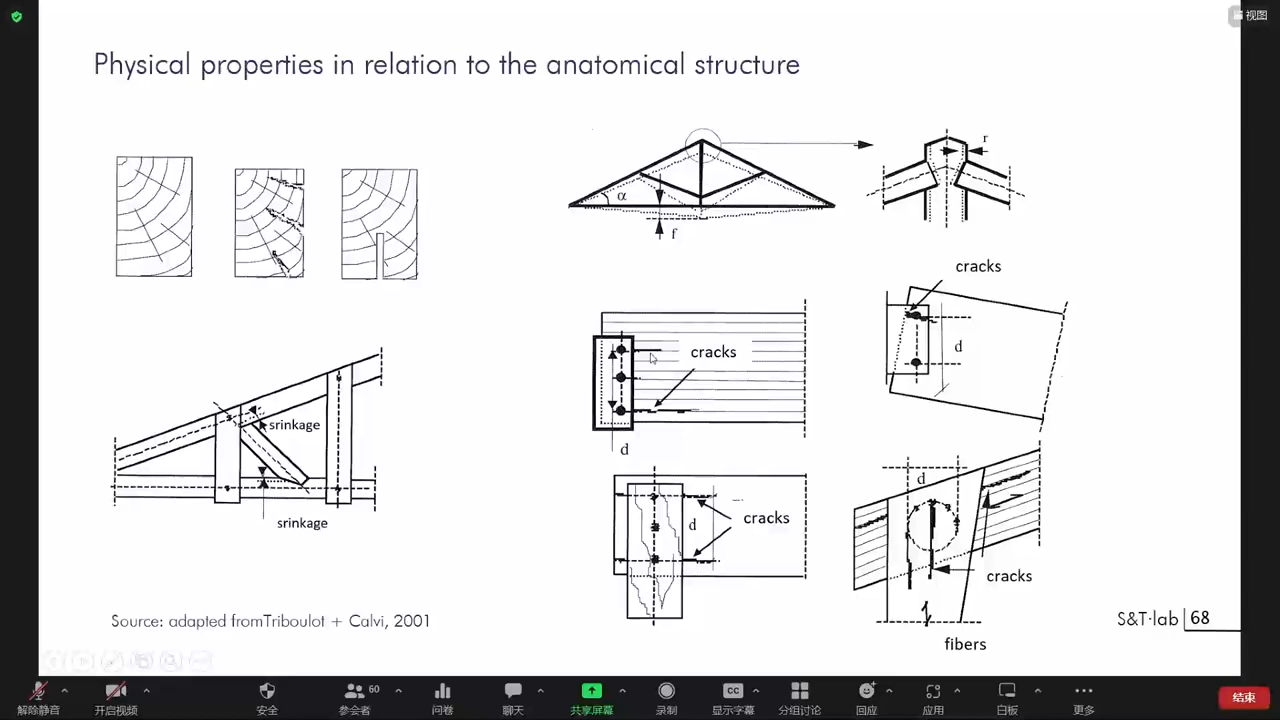 视图
Physical properties in relation to the anatomical structure
r
α
f
cracks
d
cracks
d
srinkage
srinkage
d
cracks
d
cracks
fibers
Source: adapted fromTriboulot + Calvi, 2001
S&T·lab 68
60
CC
解除静音
开启视频
安全
参会者
问卷
聊天
共享屏幕
录制
显示字幕
分组讨论
回应
应用
白板
更多
结束